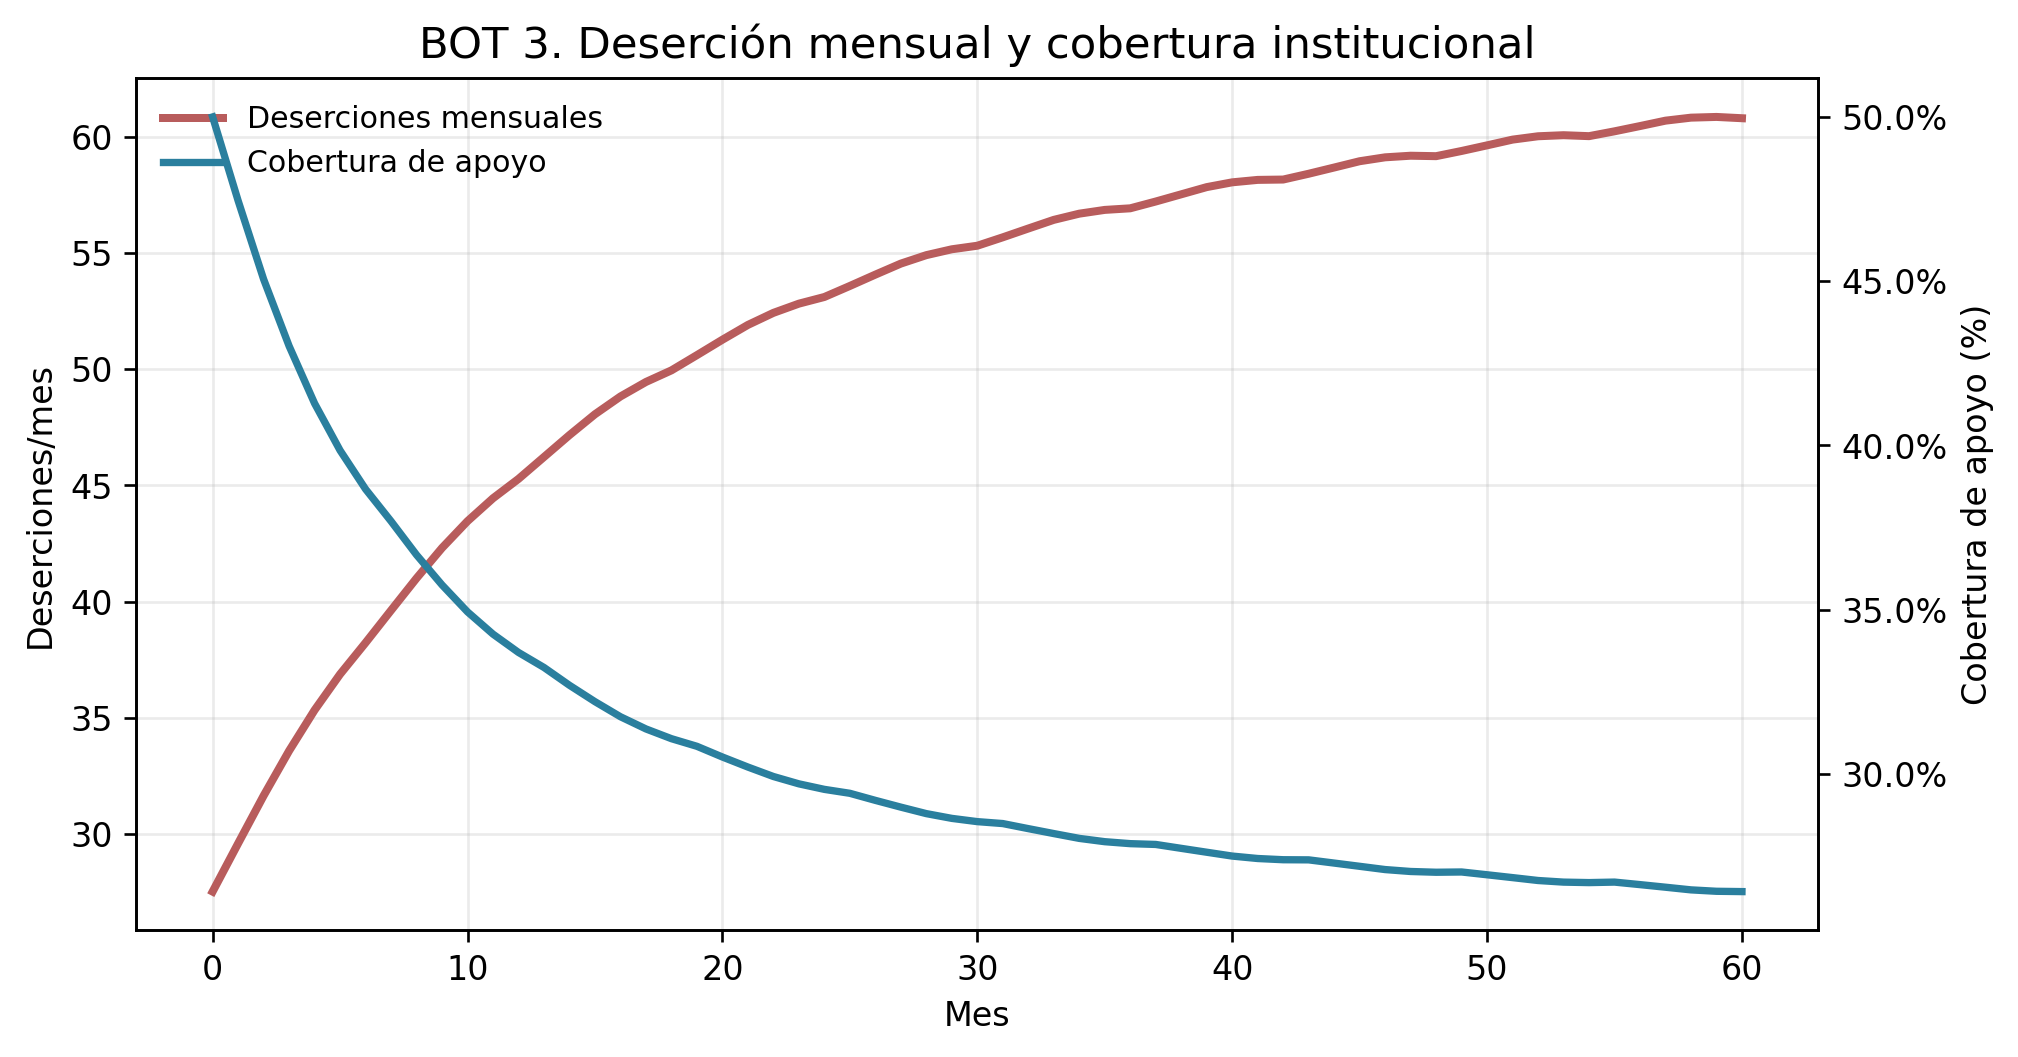 BOT 3. Deserción mensual y cobertura institucional
Deserciones mensuales
Cobertura de apoyo
60
55
50
45
40
35
30
Deserciones/mes
50.0%
45.0%
40.0%
35.0%
30.0%
Cobertura de apoyo (%)
0 10 20 30 40 50 60
Mes